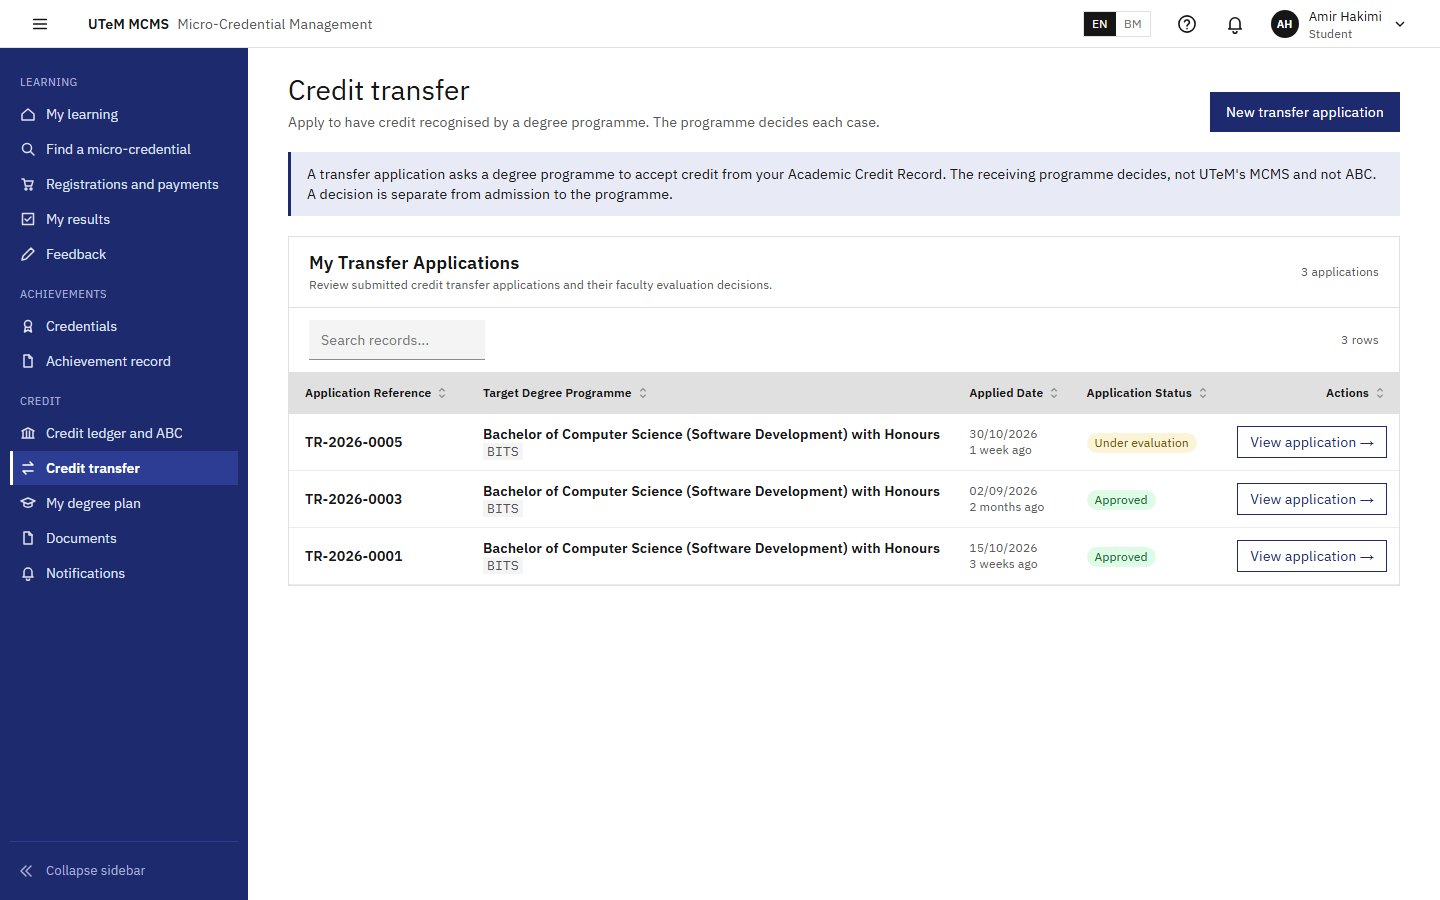 UTeM MCMS Micro-Credential Management
EN BM
AH
Amir Hakimi
Student
LEARNING
My learning
Find a micro-credential
Registrations and payments
My results
Feedback
ACHIEVEMENTS
Credentials
Achievement record
CREDIT
Credit ledger and ABC
Credit transfer
My degree plan
Documents
Notifications
Collapse sidebar
Credit transfer
Apply to have credit recognised by a degree programme. The programme decides each case.
New transfer application
A transfer application asks a degree programme to accept credit from your Academic Credit Record. The receiving programme decides, not UTeM's MCMS and not ABC.
A decision is separate from admission to the programme.
My Transfer Applications
Review submitted credit transfer applications and their faculty evaluation decisions.
3 applications
Search records...
3 rows
Application Reference Target Degree Programme Applied Date Application Status Actions
TR-2026-0005
Bachelor of Computer Science (Software Development) with Honours
BITS
30/10/2026
1 week ago
Under evaluation
View application →
TR-2026-0003
Bachelor of Computer Science (Software Development) with Honours
BITS
02/09/2026
2 months ago
Approved
View application →
TR-2026-0001
Bachelor of Computer Science (Software Development) with Honours
BITS
15/10/2026
3 weeks ago
Approved
View application →